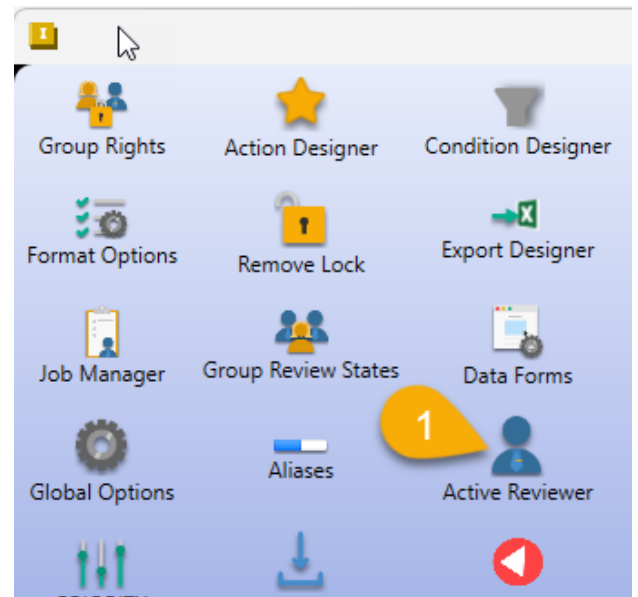 I
Group Rights
Action Designer
Condition Designer
Format Options
Remove Lock
Export Designer
Job Manager
Group Review States
Data Forms
1
Global Options
Aliases
Active Reviewer